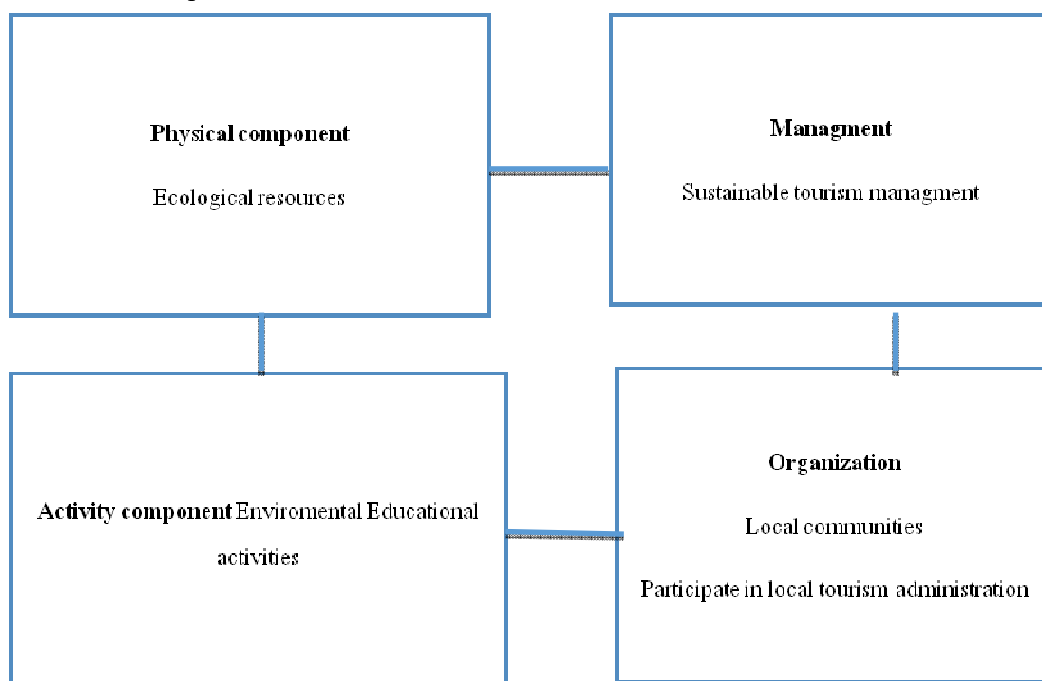 Physical component
Ecological resources
Managment
Sustainable tourism managment
Activity component Enviromental Educational
activities
Organization
Local communities
Participate in local tourism administration